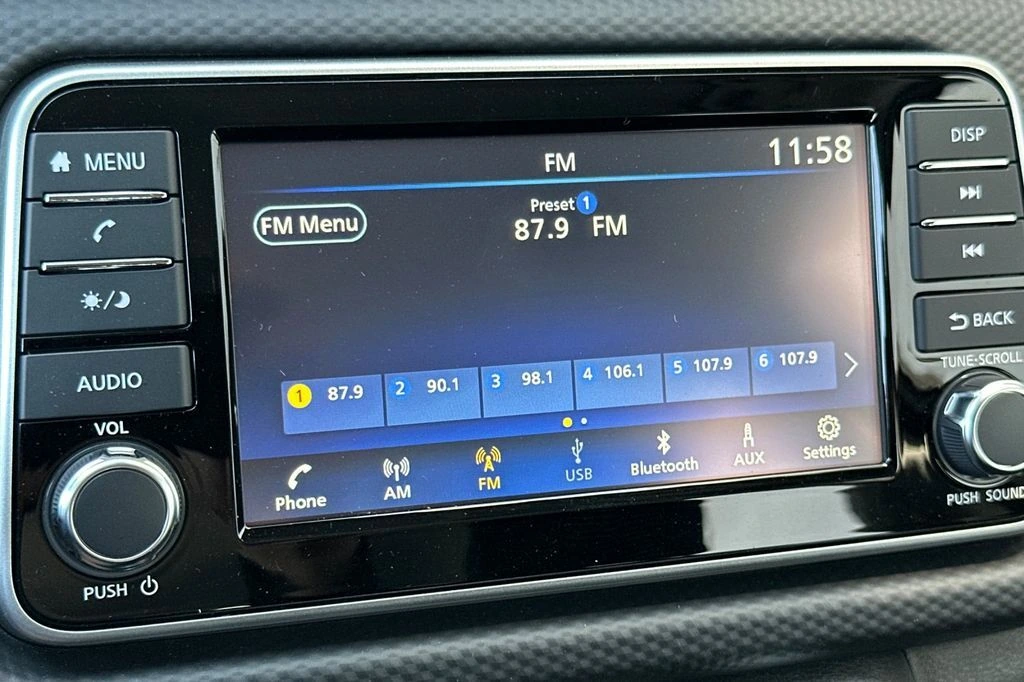 MENU
AUDIO
VOL
PUSH
FM
11:58
FM Menu
Preset 1
87.9 FM
1 87.9 2 90.1 3 98.1 4 106.1 5 107.9 6 107.9
Phone AM FM USB Bluetooth AUX Settings
DISP
BACK
TUNE·SCROLL
PUSH SOUND